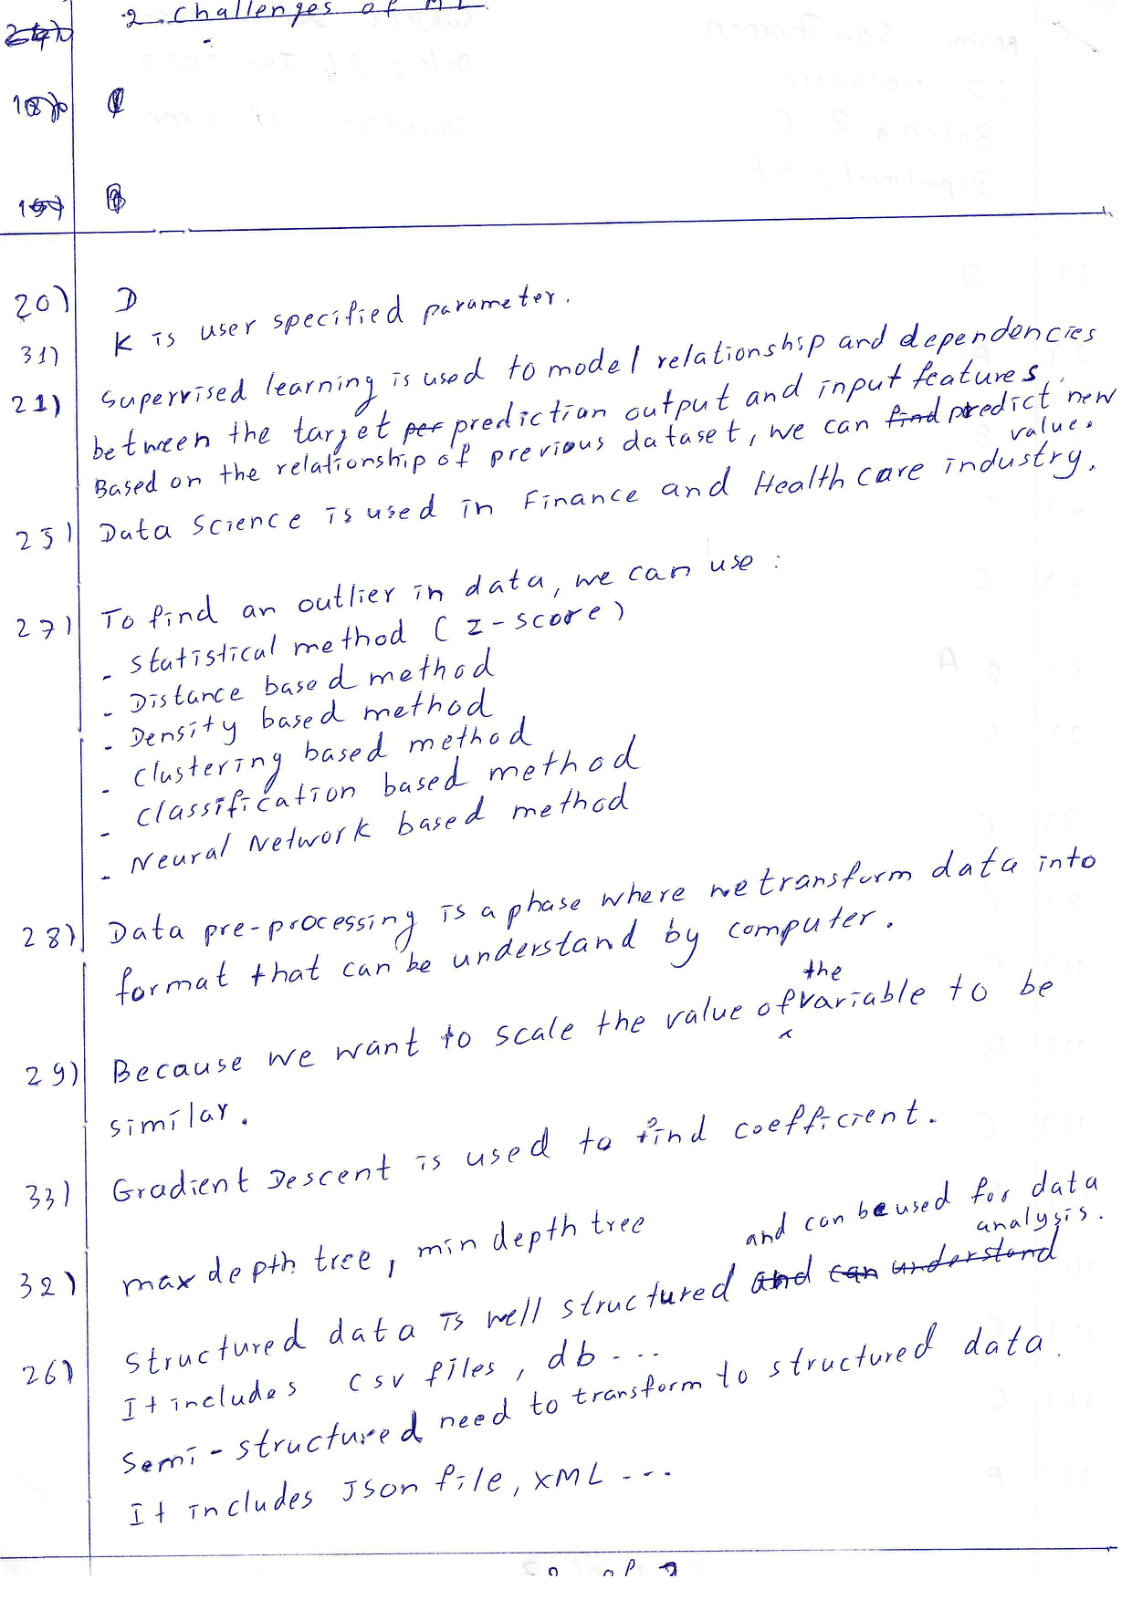 2. Challenges of ML
18)
19)
20) D
31) K is user specified parameter.
21) Supervised learning is used to model relationship and dependencies
between the target per prediction output and input features.
Based on the relationship of previous dataset, we can find predict new
value.
25) Data Science is used in Finance and Health care industry.
27) To find an outlier in data, we can use :
- Statistical method (z-score)
- Distance based method
- Density based method
- Clustering based method
- Classification based method
- Neural Network based method
28) Data pre-processing is a phase where we transform data into
format that can be understand by computer.
29) Because we want to scale the value of the variable to be
similar.
33) Gradient Descent is used to find coefficient.
32) max depth tree, min depth tree
26) Structured data is well structured and can understand and can be used for data
analysis.
It includes csv files, db ...
Semi-structured need to transform to structured data.
It includes Json file, XML ...